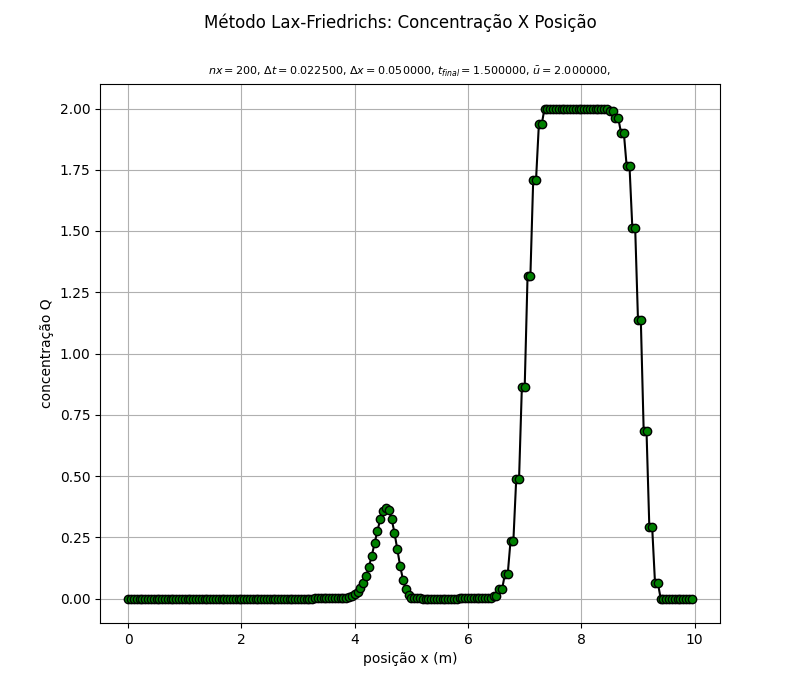 Método Lax-Friedrichs: Concentração X Posição
nx = 200, Δt = 0.022500, Δx = 0.050000, t_final = 1.500000, ū = 2.000000,
2.00
1.75
1.50
1.25
1.00
0.75
0.50
0.25
0.00
concentração Q
0 2 4 6 8 10
posição x (m)